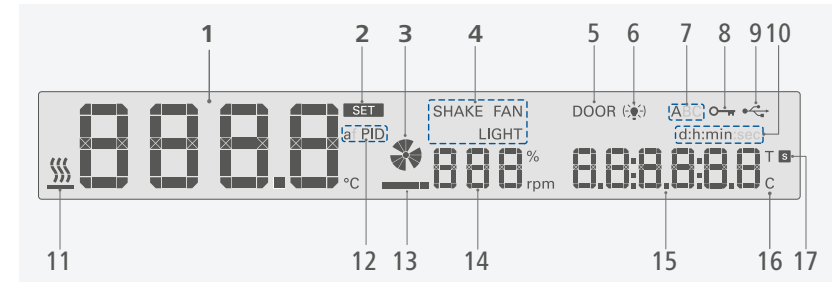 1 2 3 4 5 6 7 8 9 10
SET SHAKE FAN DOOR ABC
af PID LIGHT d:h:min:sec
888.8 °C 888 % rpm 8.8:8.8:8.8 T S C
11 12 13 14 15 16 17